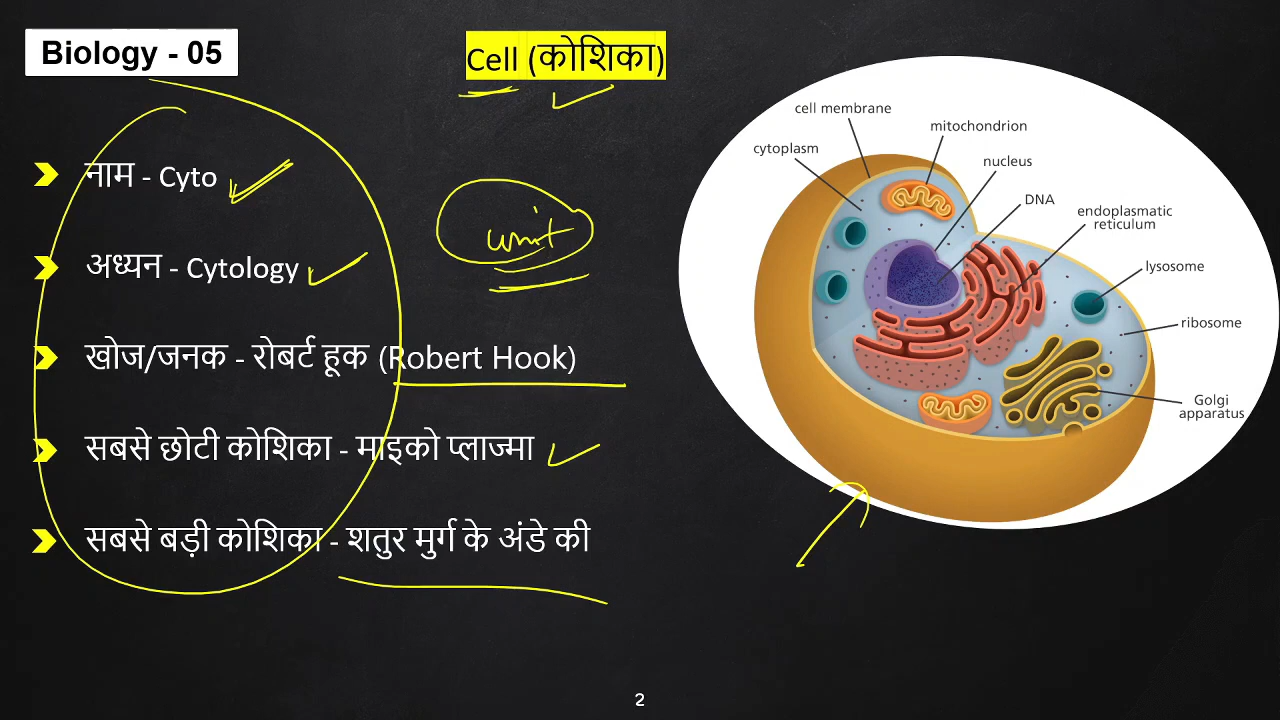 Biology - 05
Cell (कोशिका)
नाम - Cyto
अध्यन - Cytology
खोज/जनक - रोबर्ट हूक (Robert Hook)
सबसे छोटी कोशिका - माइको प्लाज्मा
सबसे बड़ी कोशिका - शतुर मुर्ग के अंडे की
unit
cell membrane
mitochondrion
cytoplasm
nucleus
DNA
endoplasmatic
reticulum
lysosome
ribosome
Golgi
apparatus
2